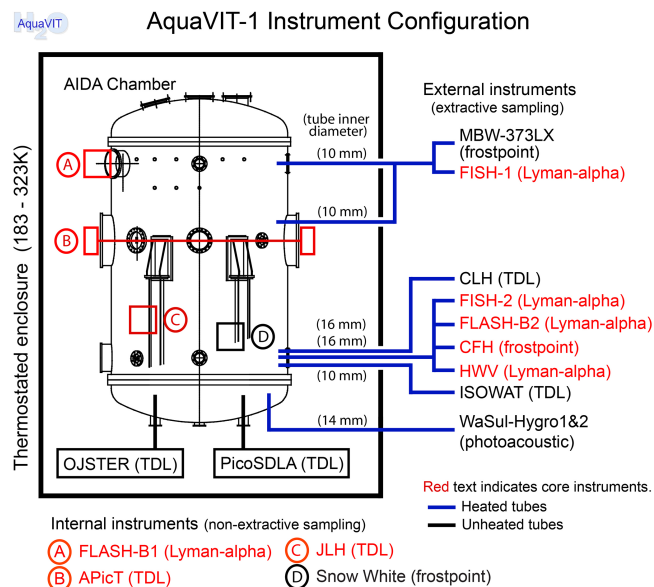 H2O
AquaVIT
AquaVIT-1 Instrument Configuration
AIDA Chamber
Thermostated enclosure (183 - 323K)
(tube inner
diameter)
(10 mm)
(10 mm)
(16 mm)
(16 mm)
(10 mm)
(14 mm)
External instruments
(extractive sampling)
MBW-373LX
(frostpoint)
FISH-1 (Lyman-alpha)
CLH (TDL)
FISH-2 (Lyman-alpha)
FLASH-B2 (Lyman-alpha)
CFH (frostpoint)
HWV (Lyman-alpha)
ISOWAT (TDL)
WaSul-Hygro1&2
(photoacoustic)
A
B
C
D
OJSTER (TDL)
PicoSDLA (TDL)
Red text indicates core instruments.
Heated tubes
Unheated tubes
Internal instruments (non-extractive sampling)
A FLASH-B1 (Lyman-alpha)
B APicT (TDL)
C JLH (TDL)
D Snow White (frostpoint)